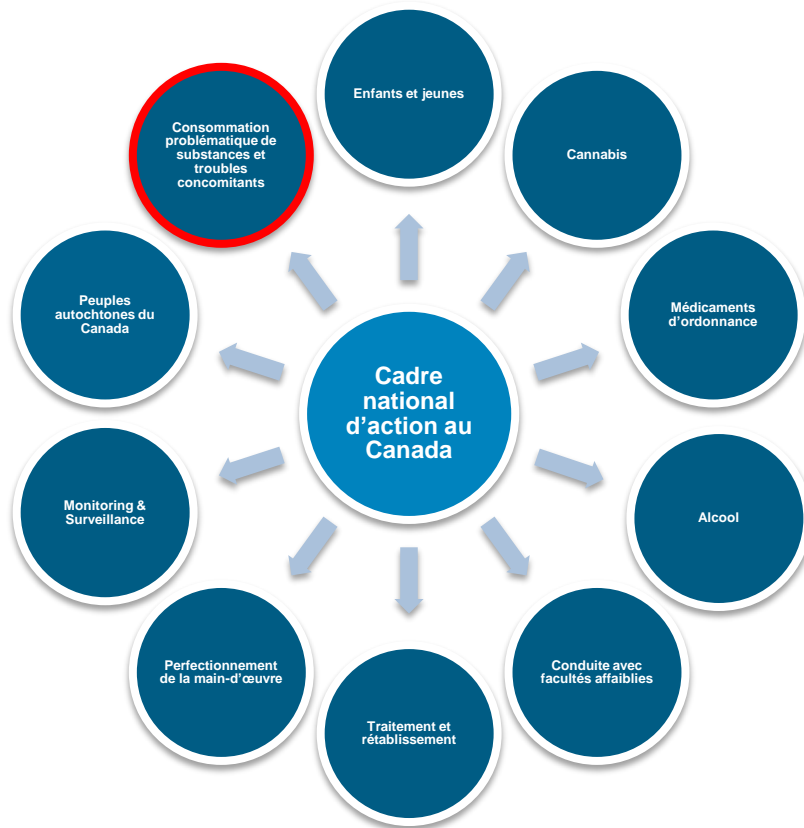 Enfants et jeunes
Cannabis
Médicaments
d'ordonnance
Alcool
Conduite avec
facultés affaiblies
Traitement et
rétablissement
Perfectionnement
de la main-d'œuvre
Monitoring &
Surveillance
Peuples
autochtones du
Canada
Consommation
problématique de
substances et
troubles
concomitants
Cadre
national
d'action au
Canada